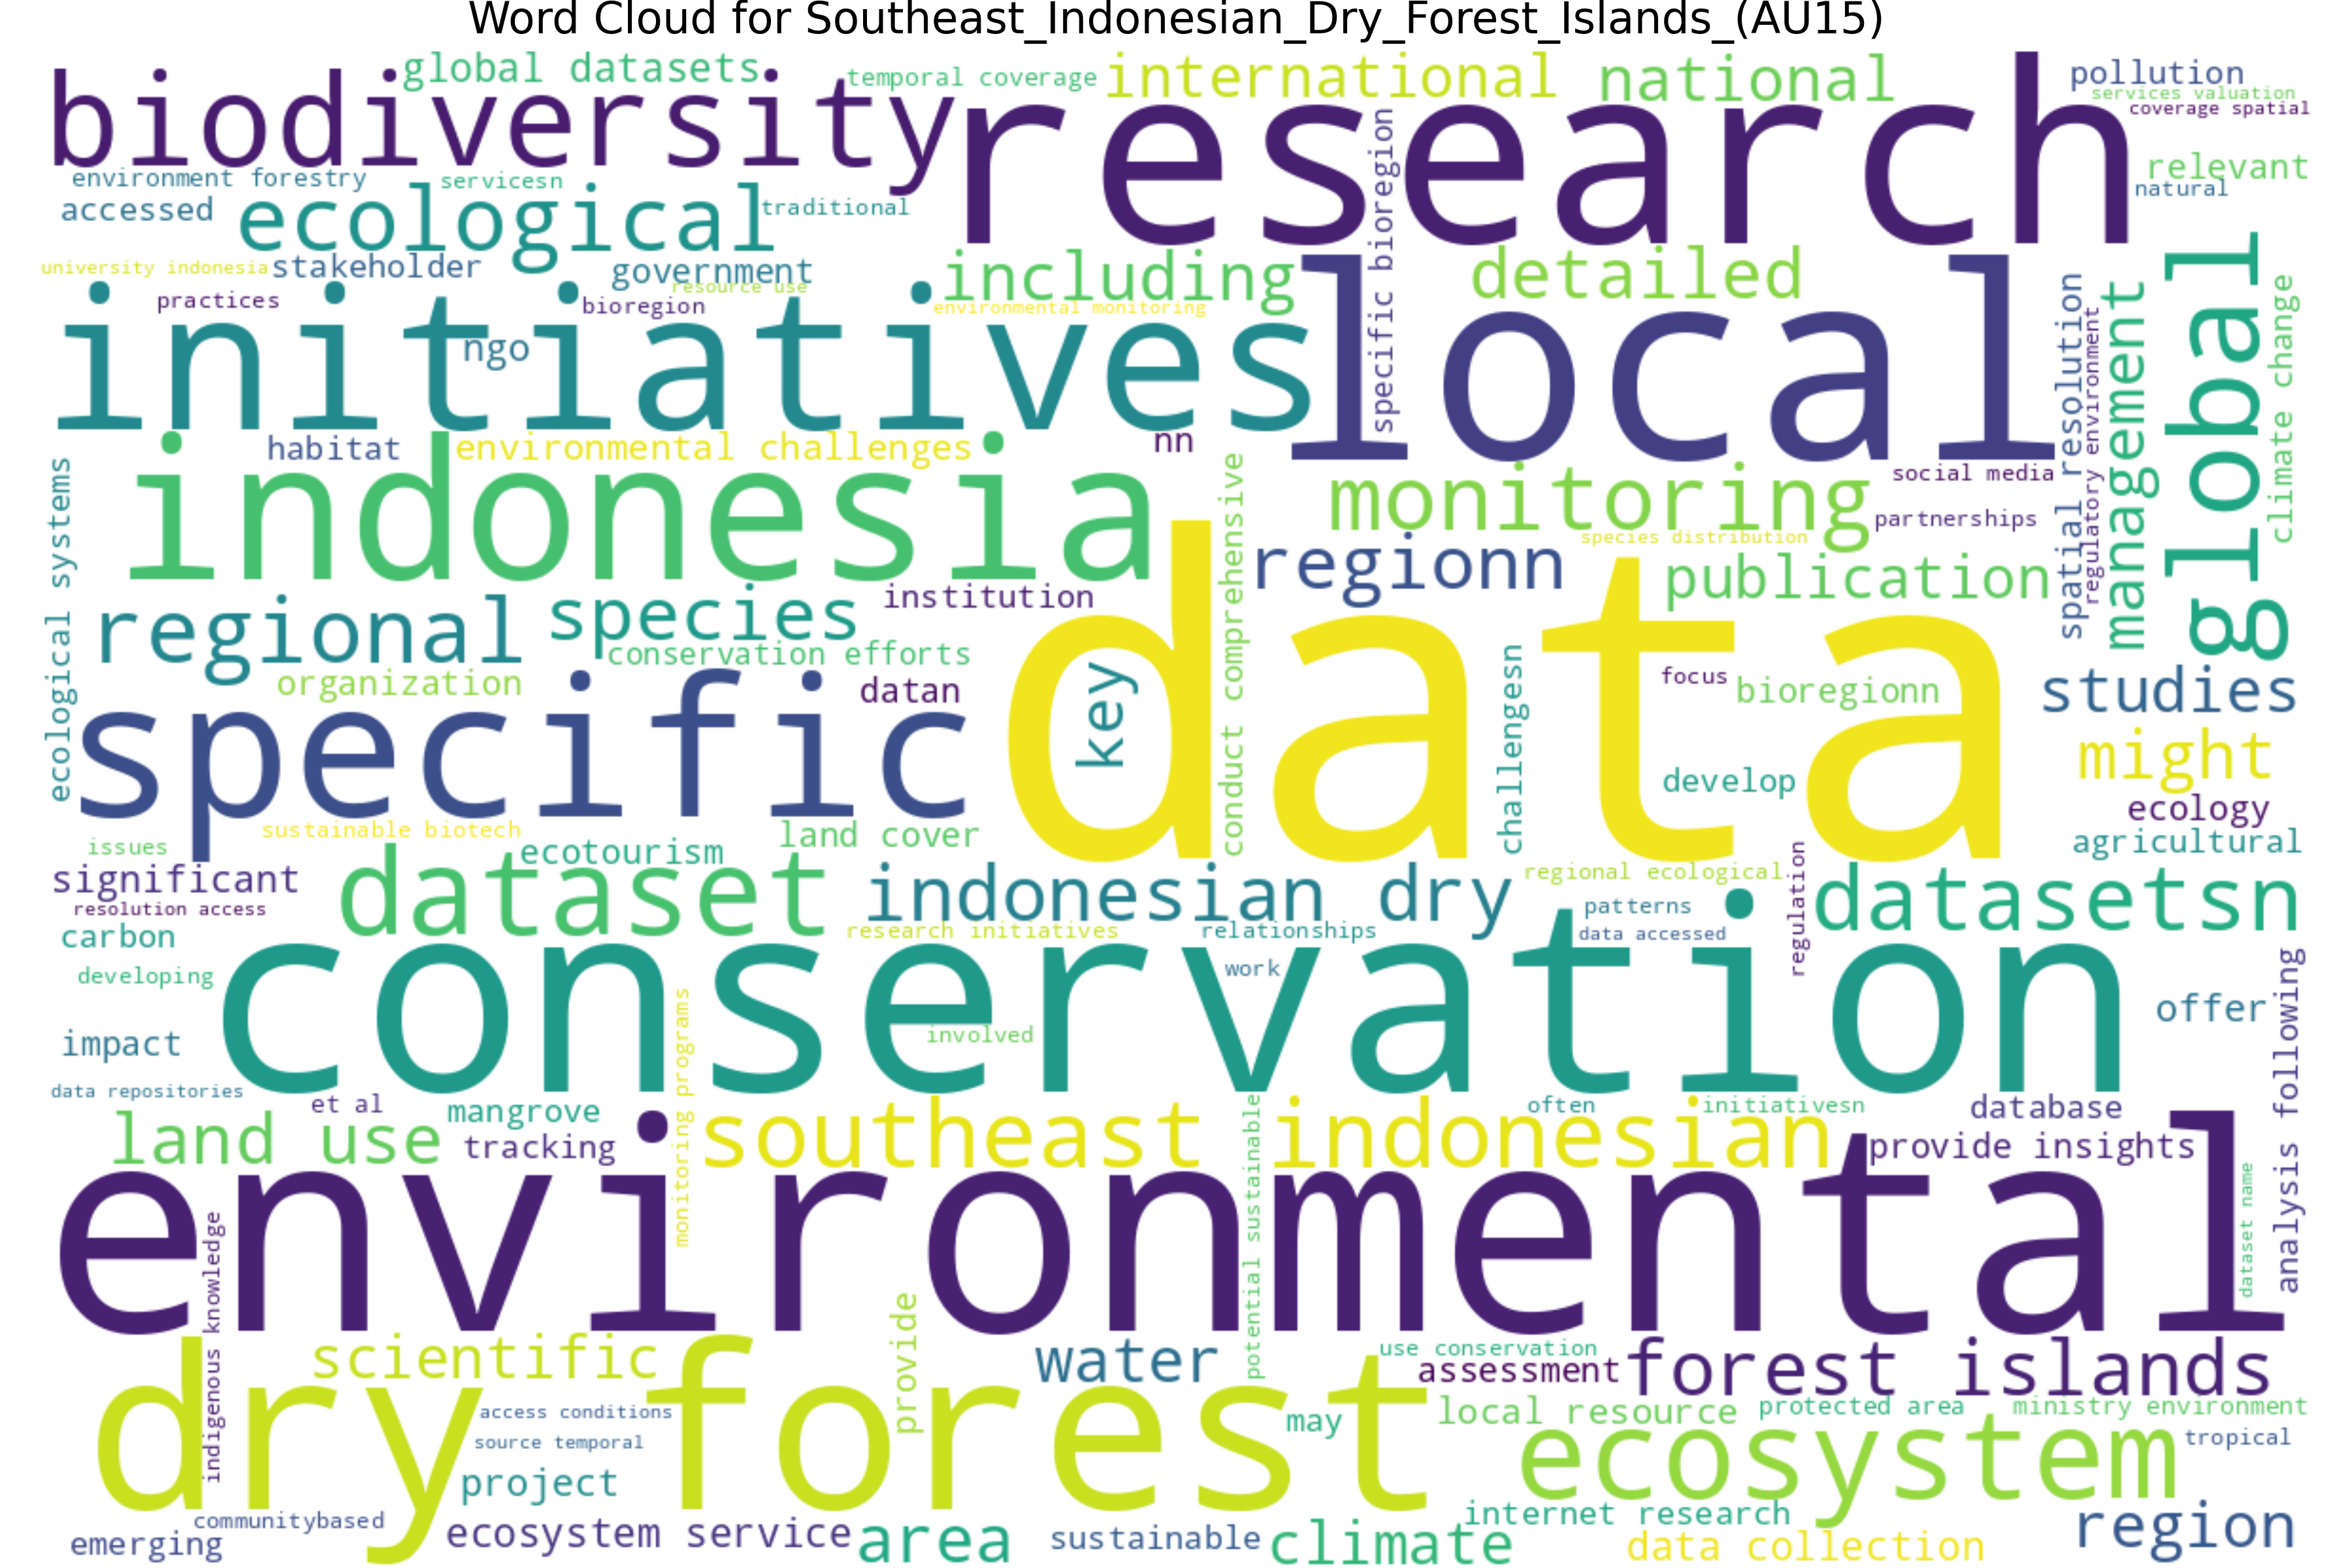 Word Cloud for Southeast_Indonesian_Dry_Forest_Islands_(AU15)
global datasets
temporal coverage
international
national
pollution
services valuation
coverage spatial
biodiversity
research
environment forestry
servicesn
relevant
natural
accessed
ecological
traditional
specific bioregion
university indonesia
stakeholder
government
resource use
including
detailed
global
practices
bioregion
environmental monitoring
initiatives
ngo
local
spatial resolution
regulatory environment
management
climate change
habitat
environmental challenges
nn
indonesia
monitoring
social media
partnerships
species distribution
ecological systems
conduct comprehensive
regionn
publication
institution
regional
species
conservation efforts
organization
datan
data
key
challengesn
focus
bioregionn
studies
specific
develop
might
ecology
agricultural
sustainable biotech
land cover
issues
ecotourism
significant
dataset
indonesian dry
regional ecological
regulation
resolution access
patterns
datasetsn
carbon
research initiatives
relationships
data accessed
developing
conservation
work
offer
analysis following
impact
involved
monitoring programs
data repositories
et al
mangrove
often
initiativesn
database
land use
tracking
southeast indonesian
potential sustainable
provide insights
environmental
dataset name
indigenous knowledge
scientific
provide
water
use conservation
assessment
forest islands
dry forest
access conditions
may
local resource
protected area
ministry environment
source temporal
ecosystem
tropical
project
communitybased
internet research
emerging
ecosystem service
area
sustainable
climate
data collection
region